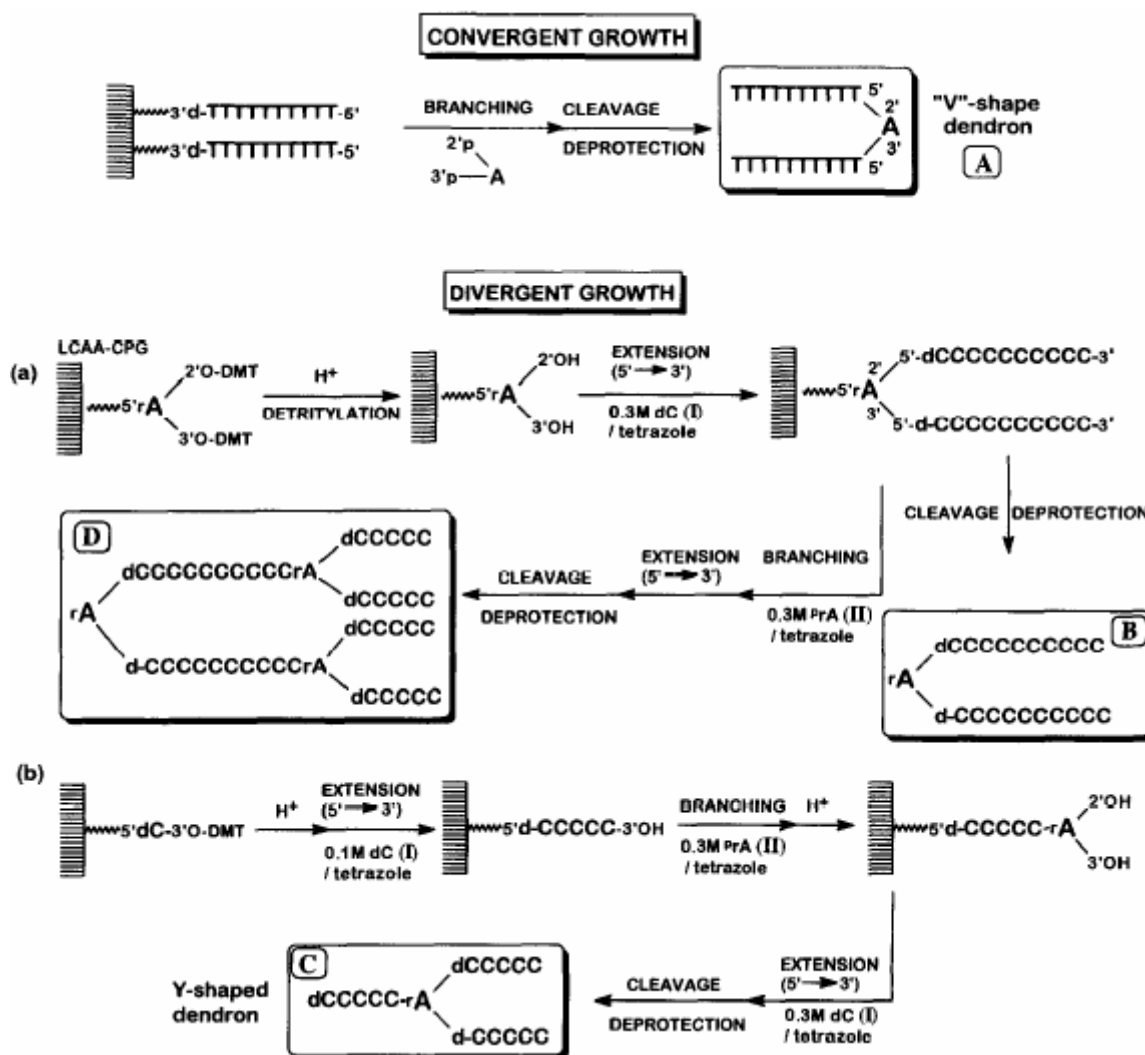 CONVERGENT GROWTH
3'd-TTTTTTTTTT-5'
3'd-TTTTTTTTTT-5'
BRANCHING
2'p
3'p—A
CLEAVAGE
DEPROTECTION
TTTTTTTTTT 5'
2'
A
3'
TTTTTTTTTT 5'
"V"-shape
dendron
A
DIVERGENT GROWTH
(a)
LCAA-CPG
5'rA
2'O-DMT
3'O-DMT
H+
DETRITYLATION
5'rA
2'OH
3'OH
EXTENSION
(5' → 3')
0.3M dC (I)
/ tetrazole
5'rA
2'
3'
5'-dCCCCCCCCCC-3'
5'-d-CCCCCCCCCC-3'
CLEAVAGE DEPROTECTION
BRANCHING
0.3M prA (II)
/ tetrazole
EXTENSION
(5' → 3')
CLEAVAGE
DEPROTECTION
D
dCCCCC
dCCCCCCCCCCCrA
dCCCCC
rA
dCCCCC
d-CCCCCCCCCCCrA
dCCCCC
B
dCCCCCCCCCC
rA
d-CCCCCCCCCC
(b)
5'dC-3'O-DMT
H+
EXTENSION
(5' → 3')
0.1M dC (I)
/ tetrazole
5'd-CCCCC-3'OH
BRANCHING H+
0.3M prA (II)
/ tetrazole
5'd-CCCCC-rA
2'OH
3'OH
EXTENSION
(5' → 3')
0.3M dC (I)
/ tetrazole
CLEAVAGE
DEPROTECTION
Y-shaped
dendron
C
dCCCCC
dCCCCC-rA
d-CCCCC